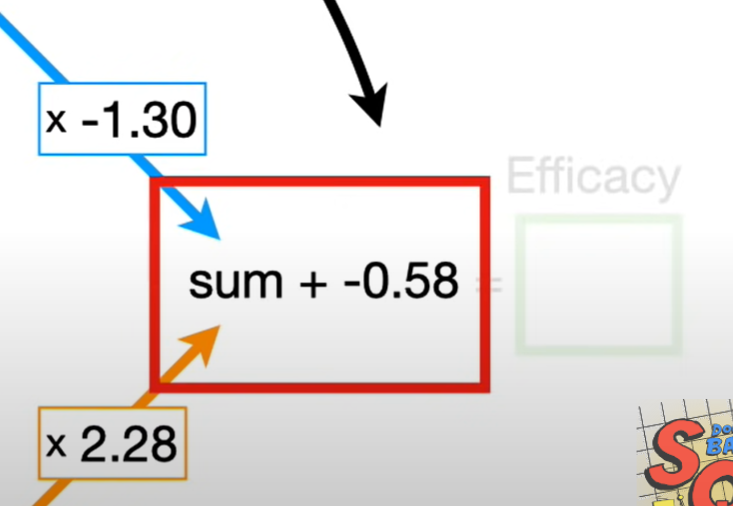 x -1.30
Efficacy
sum + -0.58 =
x 2.28